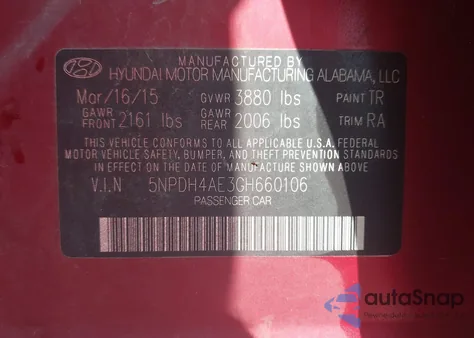 MANUFACTURED BY
HYUNDAI MOTOR MANUFACTURING ALABAMA, LLC
Mar/16/15 GVWR 3880 lbs PAINT TR
GAWR FRONT 2161 lbs GAWR REAR 2006 lbs TRIM RA
THIS VEHICLE CONFORMS TO ALL APPLICABLE U.S.A. FEDERAL
MOTOR VEHICLE SAFETY, BUMPER, AND THEFT PREVENTION STANDARDS
IN EFFECT ON THE DATE OF MANUFACTURE SHOWN ABOVE
V.I.N 5NPDH4AE3GH660106
PASSENGER CAR
autoSnap